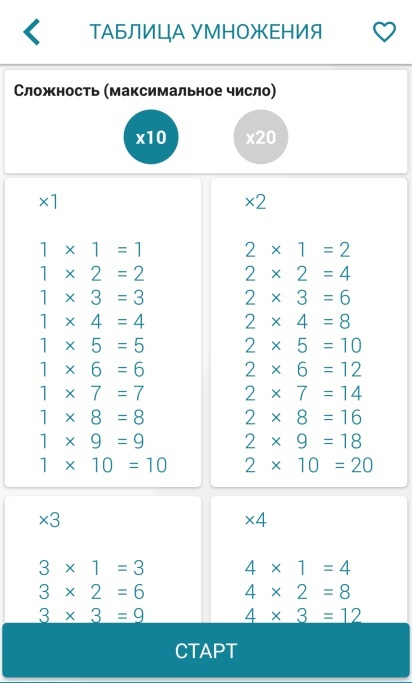 ТАБЛИЦА УМНОЖЕНИЯ
Сложность (максимальное число)
x10
x20
×1
1 × 1 = 1
1 × 2 = 2
1 × 3 = 3
1 × 4 = 4
1 × 5 = 5
1 × 6 = 6
1 × 7 = 7
1 × 8 = 8
1 × 9 = 9
1 × 10 = 10
×2
2 × 1 = 2
2 × 2 = 4
2 × 3 = 6
2 × 4 = 8
2 × 5 = 10
2 × 6 = 12
2 × 7 = 14
2 × 8 = 16
2 × 9 = 18
2 × 10 = 20
×3
3 × 1 = 3
3 × 2 = 6
3 × 3 = 9
×4
4 × 1 = 4
4 × 2 = 8
4 × 3 = 12
СТАРТ